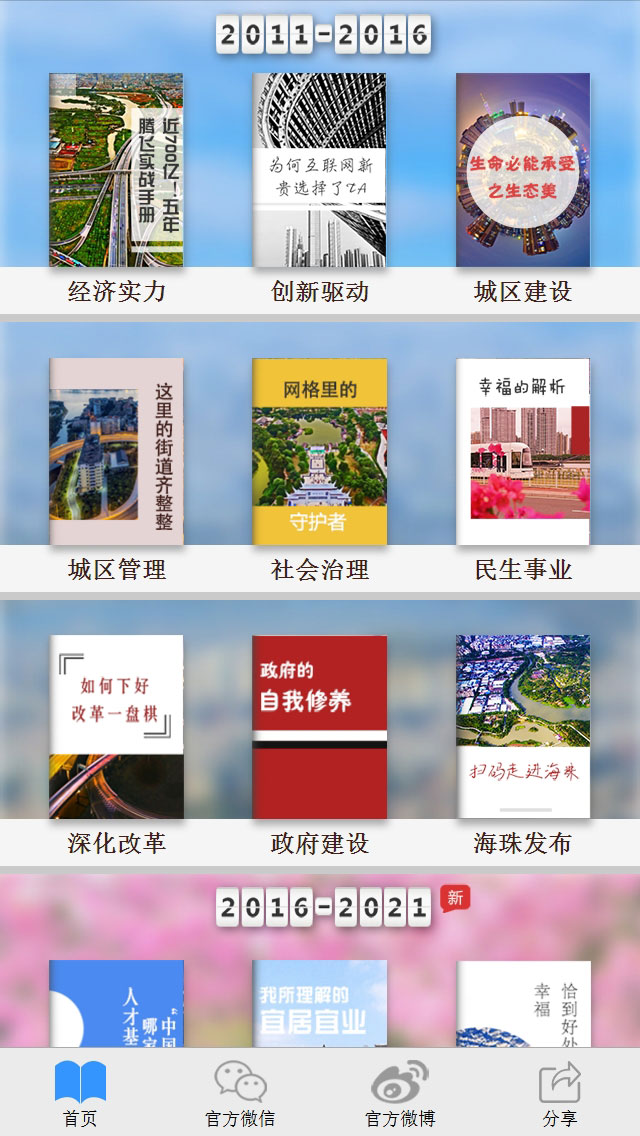 2011-2016
近700亿—五年
腾飞实战手册
为何互联网新
贵选择了TA
生命必能承受
之生态美
经济实力
创新驱动
城区建设
这里的街道齐整整
网格里的
守护者
幸福的解析
城区管理
社会治理
民生事业
如何下好
改革一盘棋
政府的
自我修养
扫码走进海珠
深化改革
政府建设
海珠发布
2016-2021
新
“中国
哪家
人才基
我所理解的
宜居宜业
恰到好处
幸福
首页
官方微信
官方微博
分享